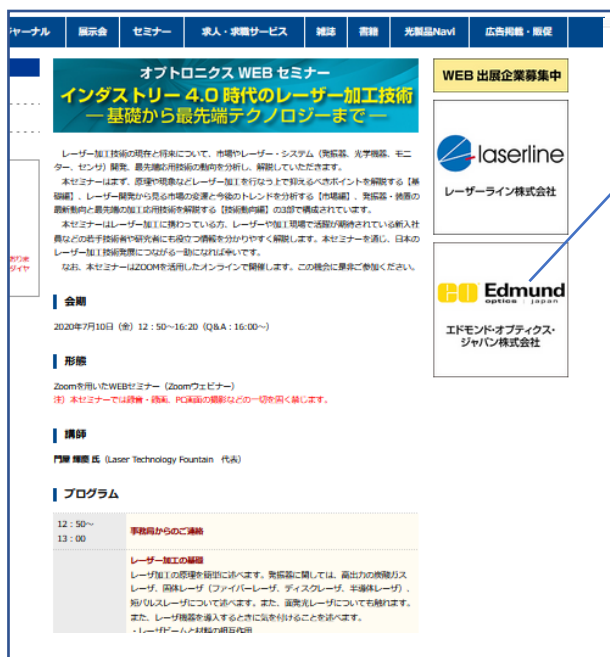 ジャーナル 展示会 セミナー 求人・求職サービス 雑誌 書籍 光製品Navi 広告掲載・販促
オプトロニクス WEB セミナー
インダストリー 4.0 時代のレーザー加工技術
― 基礎から最先端テクノロジーまで ―
レーザー加工技術の現在と将来について、市場やレーザー・システム（発振器、光学機器、モニ
ター、センサ）開発、最先端応用技術の動向を分析し、解説していただきます。
本セミナーはまず、原理や現象などレーザー加工を行なう上で抑えるべきポイントを解説する【基
礎編】、レーザー開発から見る市場の変遷と今後のトレンドを分析する【市場編】、発振器・装置の
最新動向と最先端の加工応用技術を解説する【技術動向編】の3部で構成されています。
本セミナーはレーザー加工に携わっている方、レーザーや加工現場で活躍が期待されている新入社
員などの若手技術者や研究者にも役立つ情報を分かりやすく解説します。本セミナーを通じ、日本の
レーザー加工技術発展につながる一助になれば幸いです。
なお、本セミナーはZOOMを活用したオンラインで開催します。この機会に是非ご参加ください。
会期
2020年7月10日（金）12：50～16:20（Q&A：16:00～）
形態
Zoomを用いたWEBセミナー（Zoomウェビナー）
注）本セミナーでは録音・録画、PC画面の撮影などの一切を固く禁じます。
講師
門屋 輝慶 氏（Laser Technology Fountain 代表）
プログラム
12：50～
13：00
事務局からのご連絡
レーザー加工の基礎
レーザ加工の原理を簡単に述べます。発振器に関しては、高出力の炭酸ガス
レーザ、固体レーザ（ファイバーレーザ、ディスクレーザ、半導体レーザ）、
短パルスレーザについて述べます。また、面発光レーザについても触れます。
また、レーザ機器を導入するときに気を付けることを述べます。
・レーザビームと材料の相互作用
WEB 出展企業募集中
laserline
レーザーライン株式会社
EO Edmund
optics | japan
エドモンド・オプティクス・
ジャパン株式会社